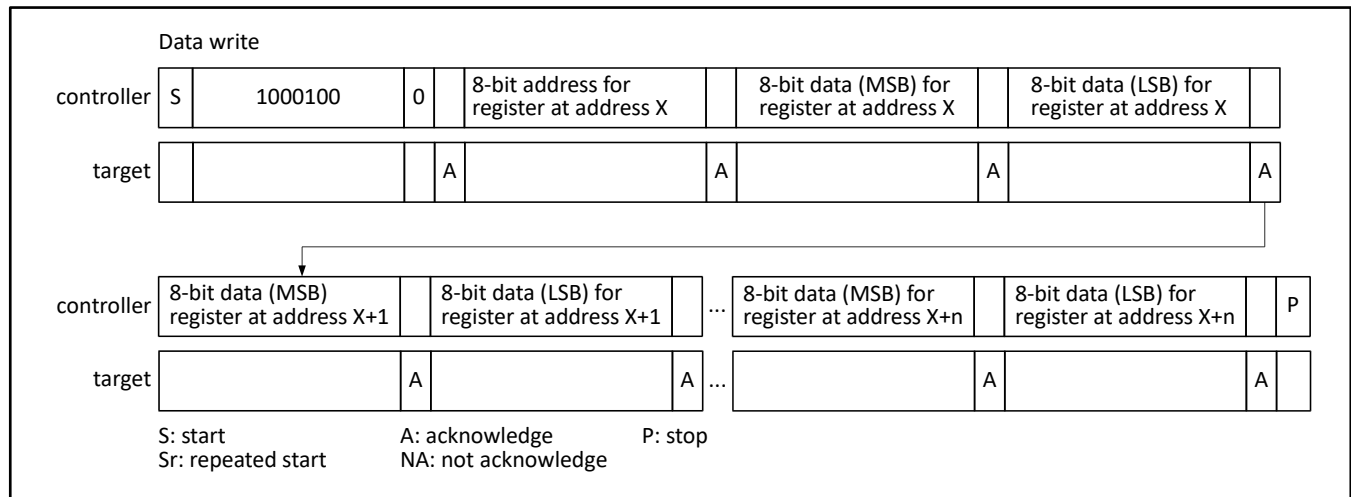 Data write
controller S 1000100 0 8-bit address for register at address X 8-bit data (MSB) for register at address X 8-bit data (LSB) for register at address X
target A A A A
controller 8-bit data (MSB) register at address X+1 8-bit data (LSB) for register at address X+1 ... 8-bit data (MSB) for register at address X+n 8-bit data (LSB) for register at address X+n P
target A A ... A A
S: start A: acknowledge P: stop
Sr: repeated start NA: not acknowledge